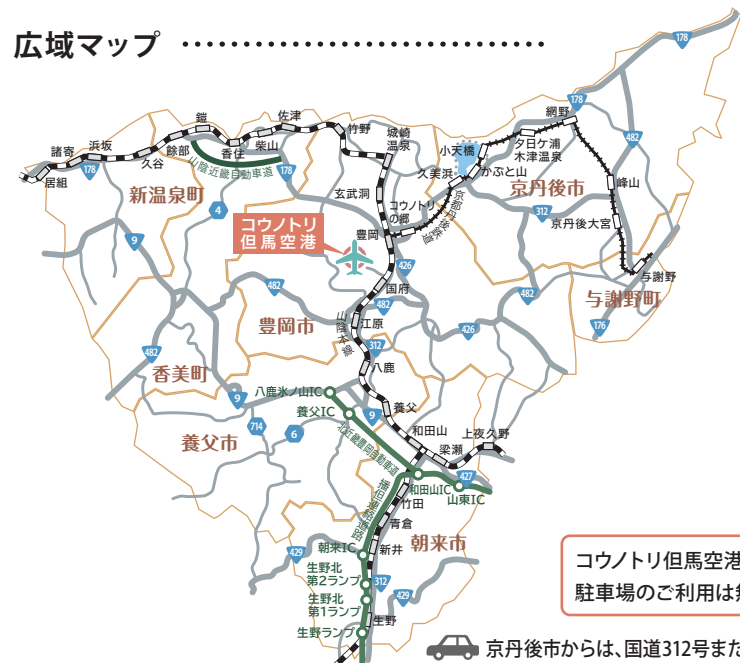 広域マップ
178
178
網野
482
鎧
佐津
竹野
城崎
温泉
小天橋
夕日ケ浦
木津温泉
諸寄
浜坂
餘部
香住
柴山
久谷
居組
178
山陰近畿自動車道
178
久美浜
かぶと山
京丹後市
峰山
新温泉町
玄武洞
コウノトリ
の郷
京都丹後鉄道
312
京丹後大宮
4
コウノトリ
但馬空港
豊岡
9
426
与謝野
482
国府
482
482
与謝野町
豊岡市
山陰本線
江原
426
176
312
482
香美町
八鹿
八鹿氷ノ山IC
9
養父
養父IC
9
714
6
養父市
和田山
上夜久野
北近畿豊岡自動車道
梁瀬
427
和田山IC
山東IC
竹田
播但連絡道路
青倉
朝来市
朝来IC
新井
429
生野北
第2ランプ
312
429
生野北
第1ランプ
生野
生野ランプ
コウノトリ但馬空港
駐車場のご利用は
京丹後市からは、国道312号また